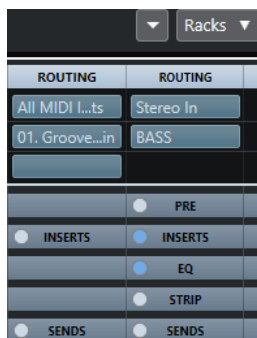 Racks
ROUTING ROUTING
All MIDI I...ts Stereo In
01. Groove...in BASS
PRE
INSERTS INSERTS
EQ
STRIP
SENDS SENDS